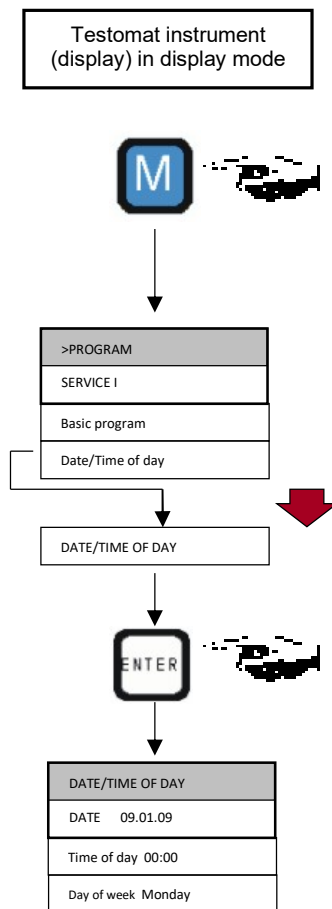 Testomat instrument
(display) in display mode
M
>PROGRAM
SERVICE I
Basic program
Date/Time of day
DATE/TIME OF DAY
ENTER
DATE/TIME OF DAY
DATE 09.01.09
Time of day 00:00
Day of week Monday